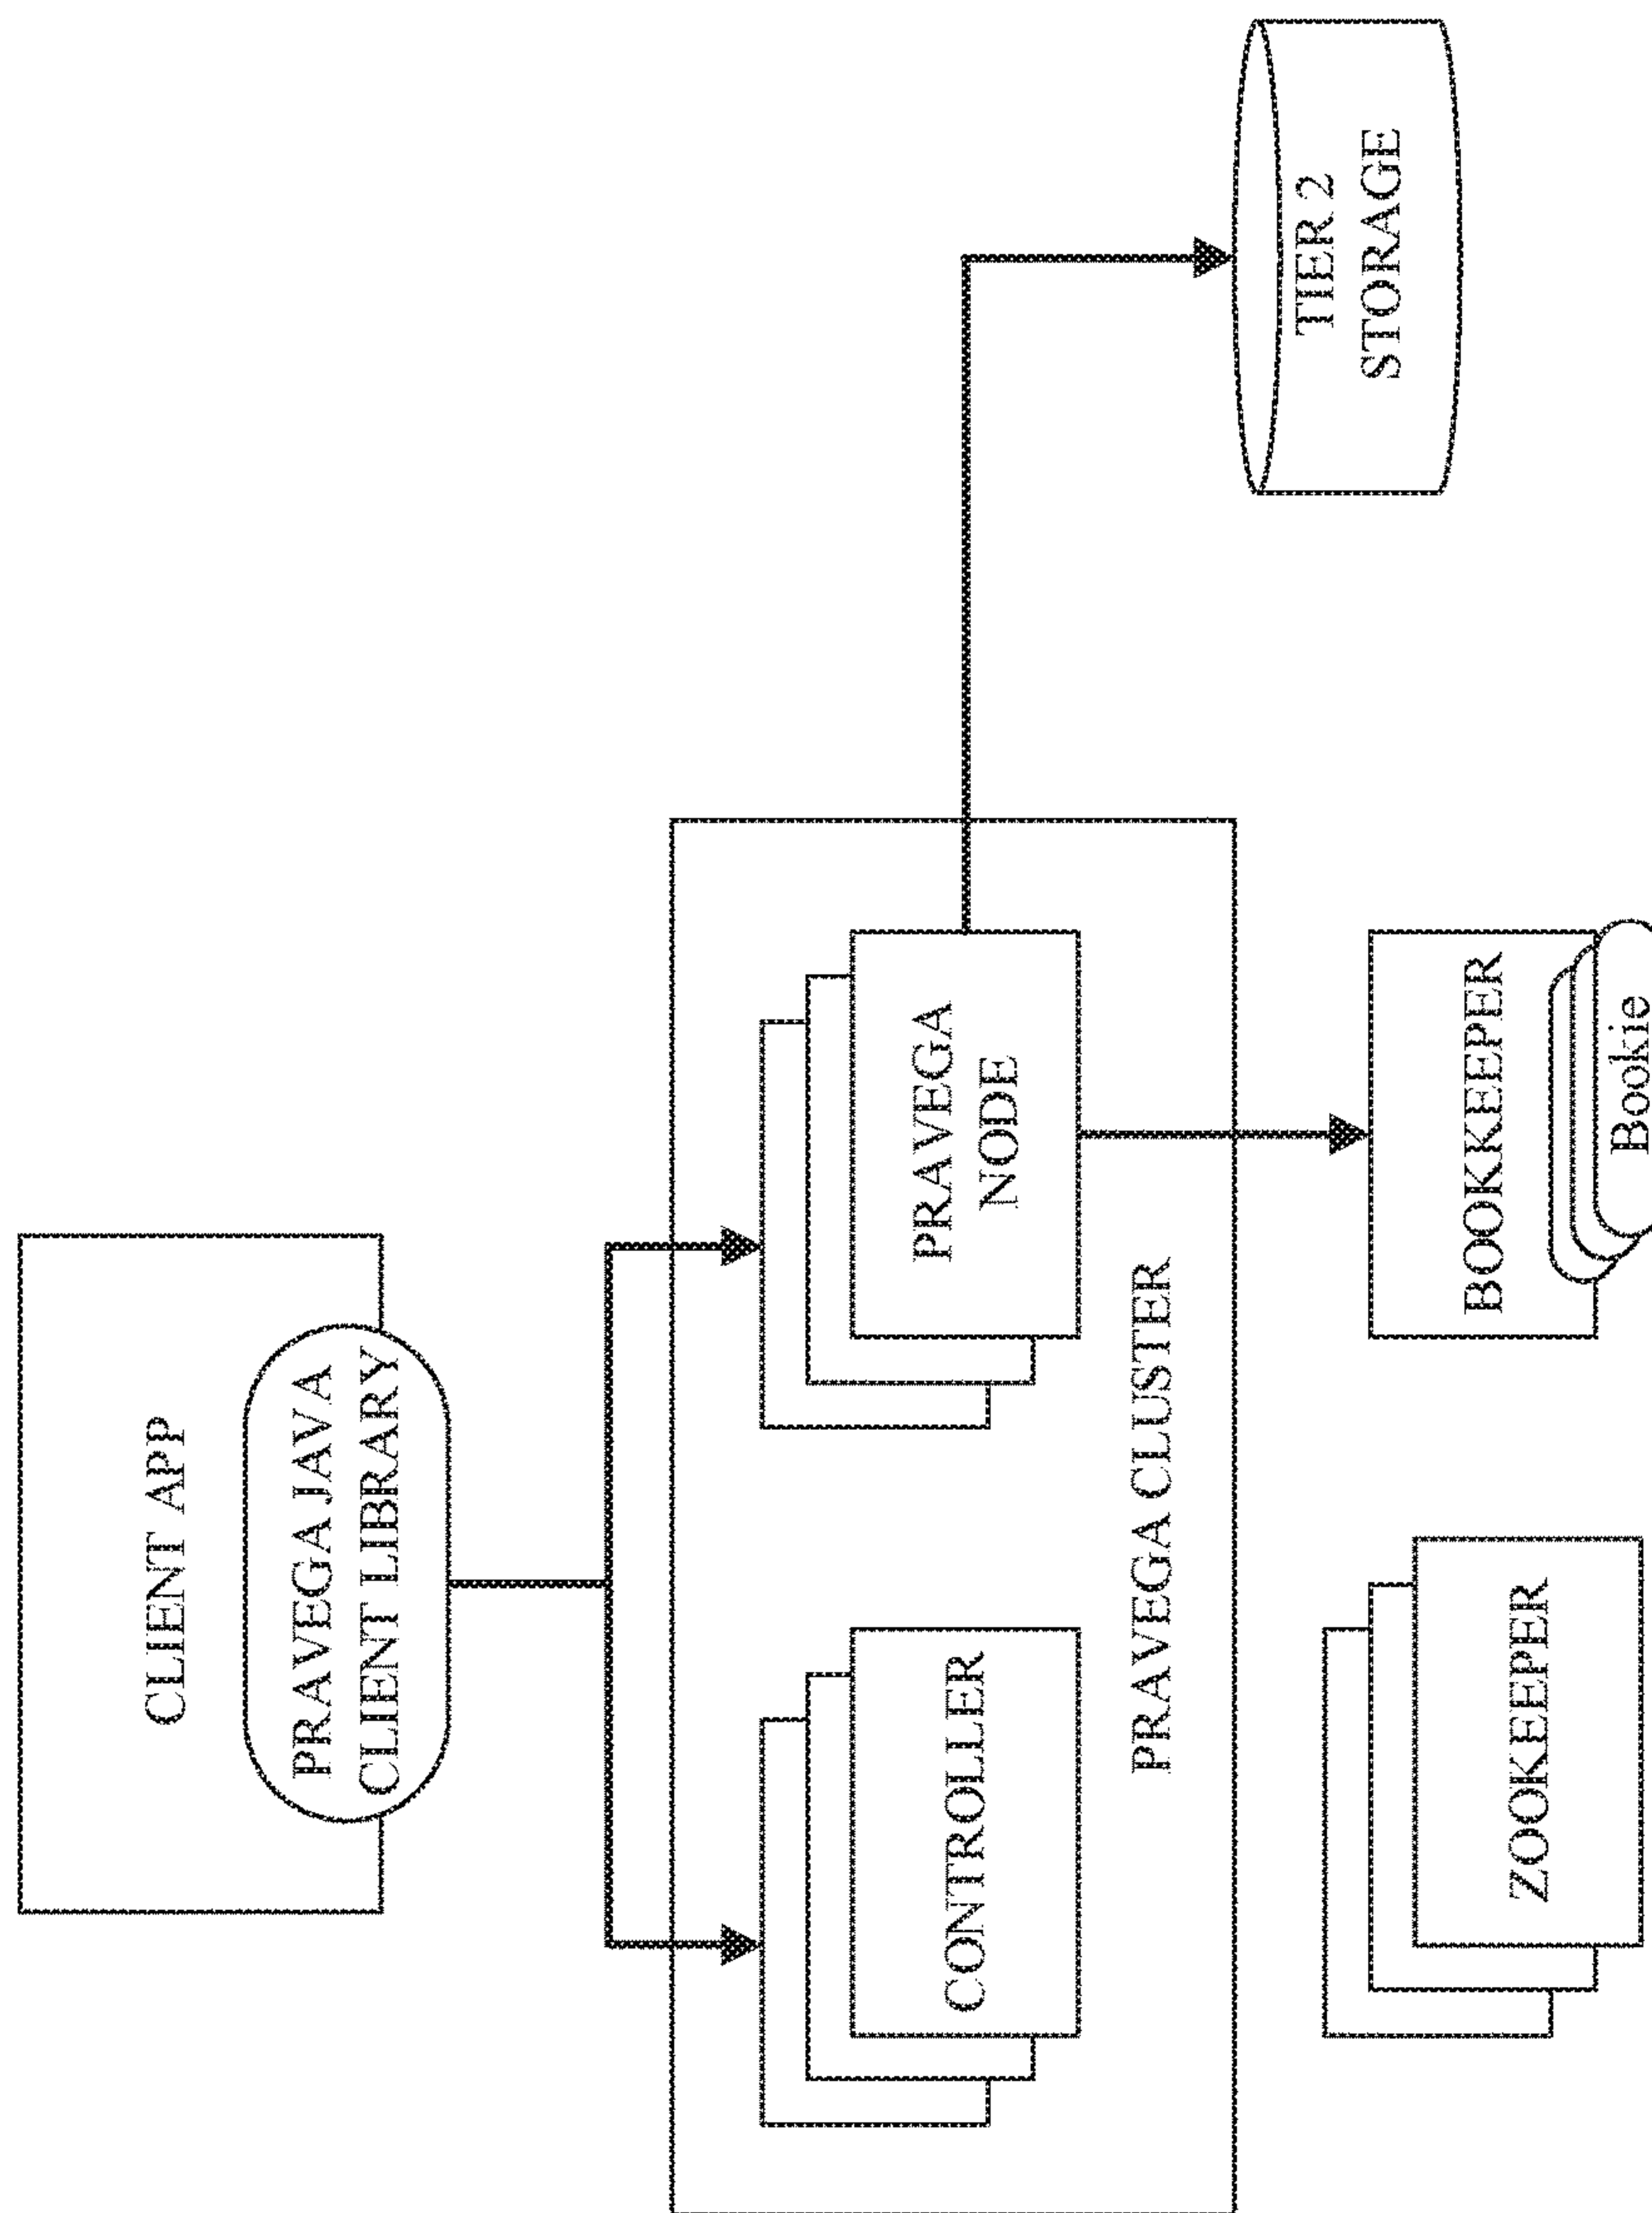 CLIENT APP
PRAVEGA JAVA
CLIENT LIBRARY
CONTROLLER
PRAVEGA
NODE
PRAVEGA CLUSTER
TIER 2
STORAGE
ZOOKEEPER
BOOKKEEPER
Bookie